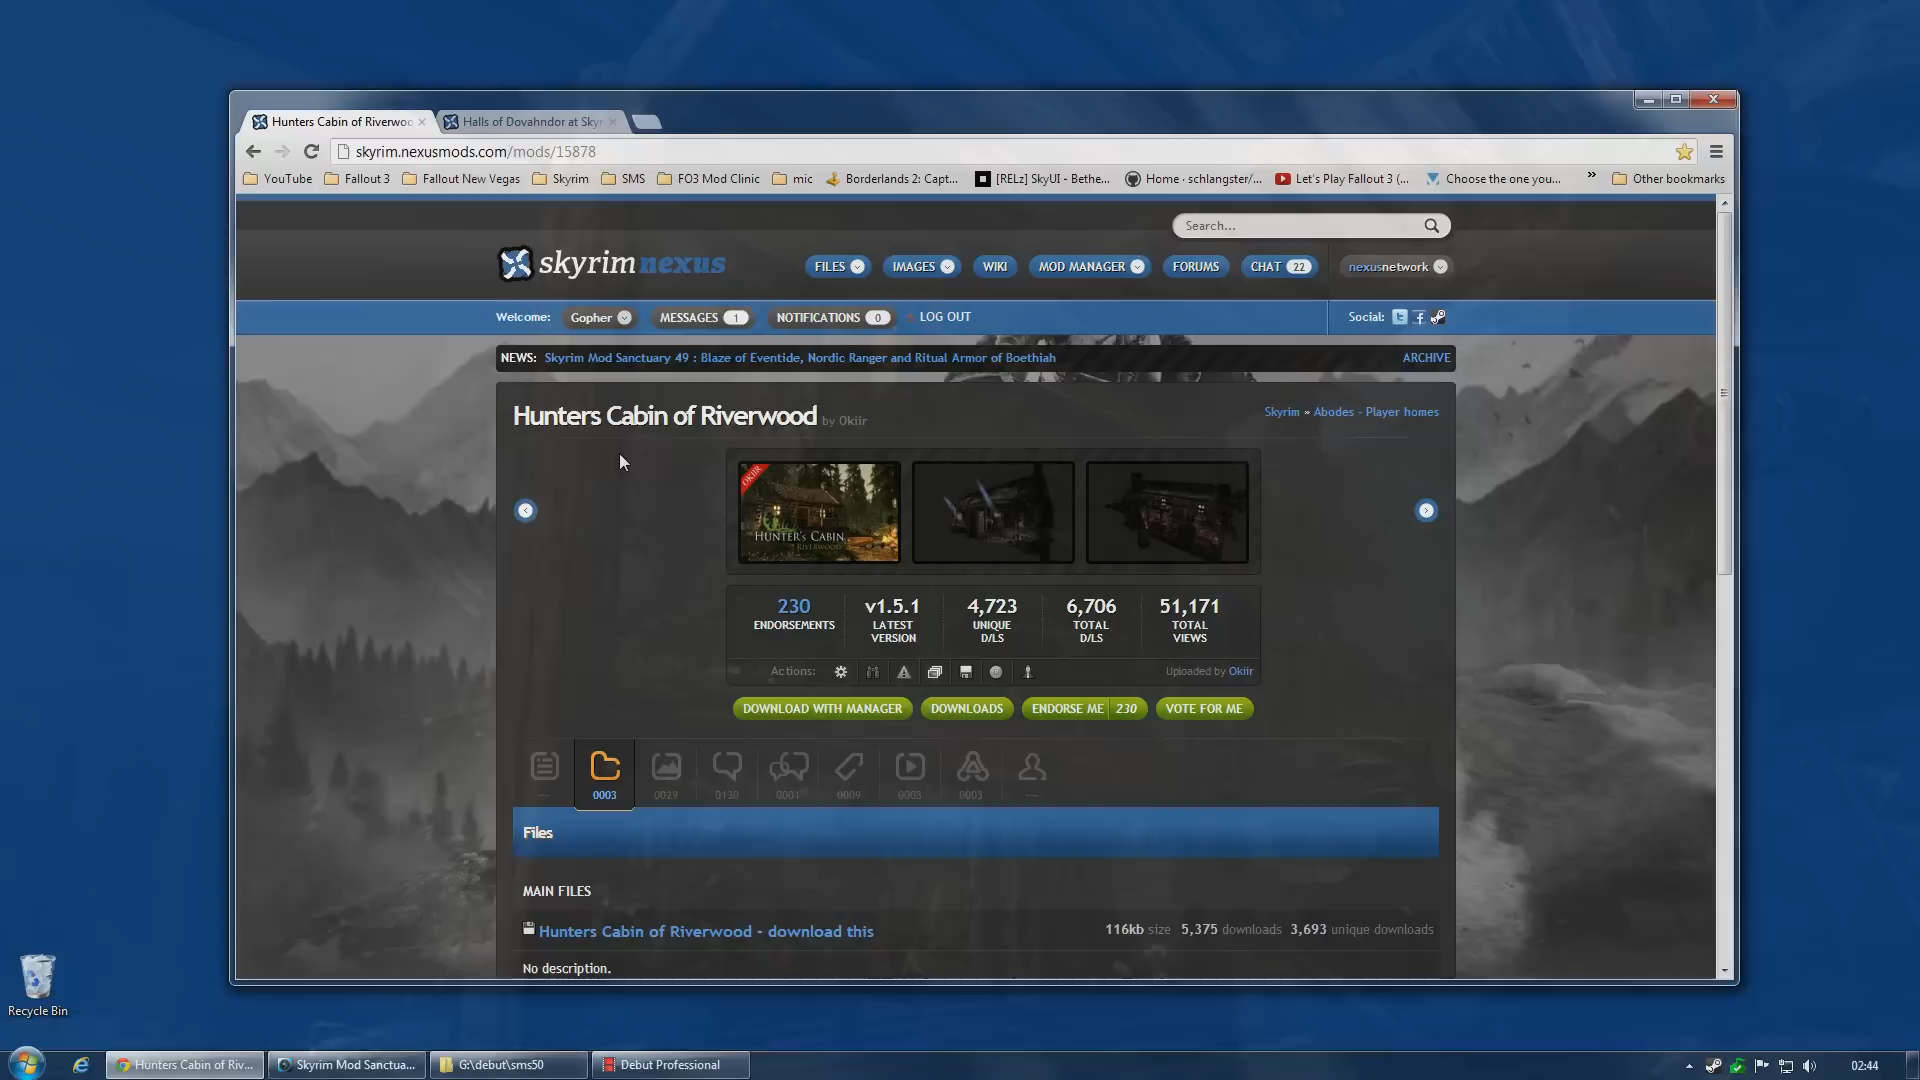 Hunters Cabin of Riverwoo
Halls of Dovahndor at Sky
skyrim.nexusmods.com/mods/15878
YouTube
Fallout 3
Fallout New Vegas
Skyrim
SMS
FO3 Mod Clinic
mic
Borderlands 2: Capt...
[RELz] SkyUI - Bethe...
Home · schlangster/...
Let's Play Fallout 3 (...
Choose the one you...
»
Other bookmarks
Search...
skyrim nexus
FILES
IMAGES
WIKI
MOD MANAGER
FORUMS
CHAT 22
nexusnetwork
Welcome:
Gopher
MESSAGES 1
NOTIFICATIONS 0
LOG OUT
Social:
NEWS: Skyrim Mod Sanctuary 49 : Blaze of Eventide, Nordic Ranger and Ritual Armor of Boethiah
ARCHIVE
Hunters Cabin of Riverwood by Okiir
Skyrim » Abodes - Player homes
OKIIR
HUNTER'S CABIN
OF RIVERWOOD
230
ENDORSEMENTS
v1.5.1
LATEST
VERSION
4,723
UNIQUE
D/LS
6,706
TOTAL
D/LS
51,171
TOTAL
VIEWS
Actions:
Uploaded by Okiir
DOWNLOAD WITH MANAGER
DOWNLOADS
ENDORSE ME 230
VOTE FOR ME
---
0003
0029
0130
0001
0009
0003
0003
---
Files
MAIN FILES
Hunters Cabin of Riverwood - download this
116kb size 5,375 downloads 3,693 unique downloads
No description.
Recycle Bin
Hunters Cabin of Riv...
Skyrim Mod Sanctua...
G:\debut\sms50
Debut Professional
02:44